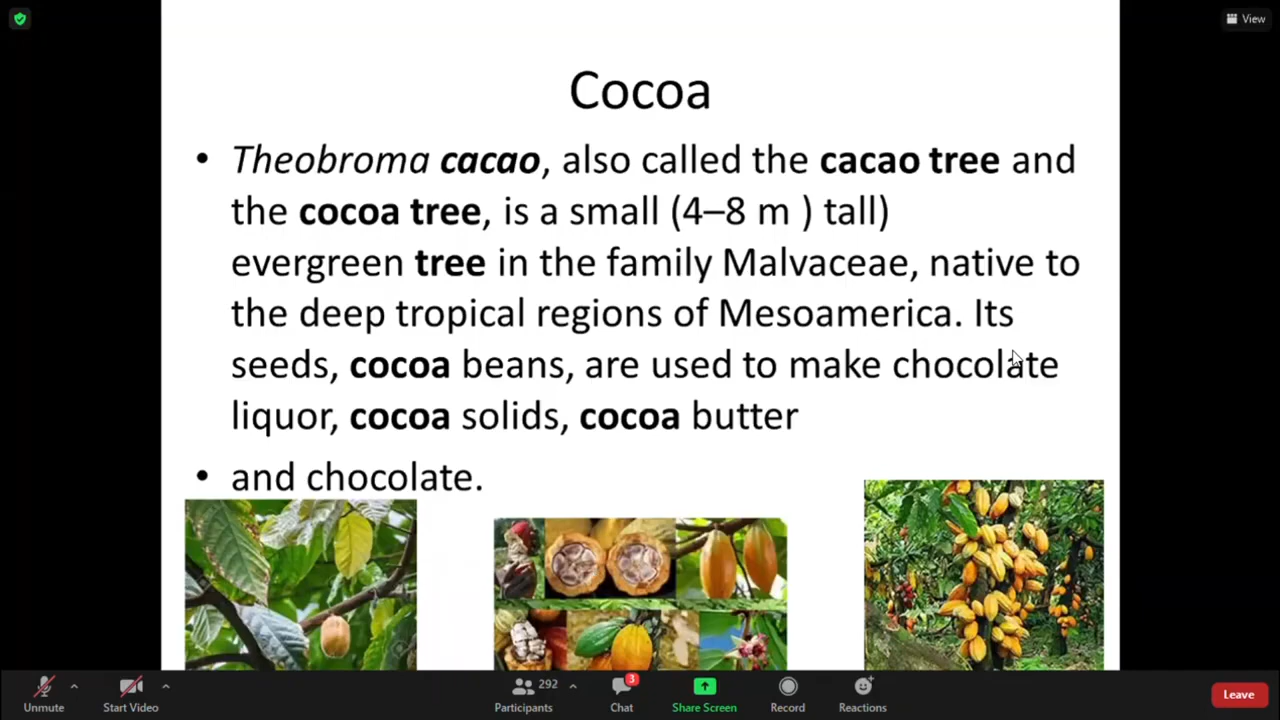 View
Cocoa
• Theobroma cacao, also called the cacao tree and
the cocoa tree, is a small (4–8 m ) tall)
evergreen tree in the family Malvaceae, native to
the deep tropical regions of Mesoamerica. Its
seeds, cocoa beans, are used to make chocolate
liquor, cocoa solids, cocoa butter
• and chocolate.
292
3
Unmute
Start Video
Participants
Chat
Share Screen
Record
Reactions
Leave